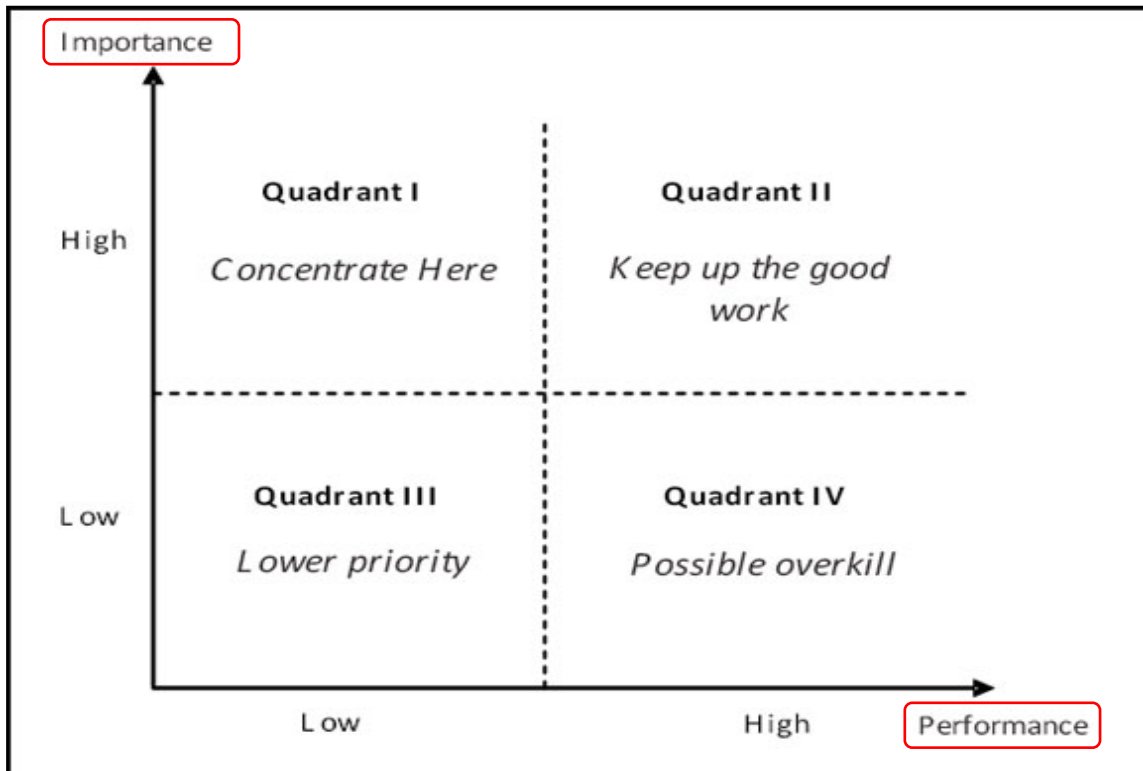 Importance
Quadrant I
Quadrant II
High
Concentrate Here
Keep up the good
work
Quadrant III
Quadrant IV
Low
Lower priority
Possible overkill
Low
High
Performance